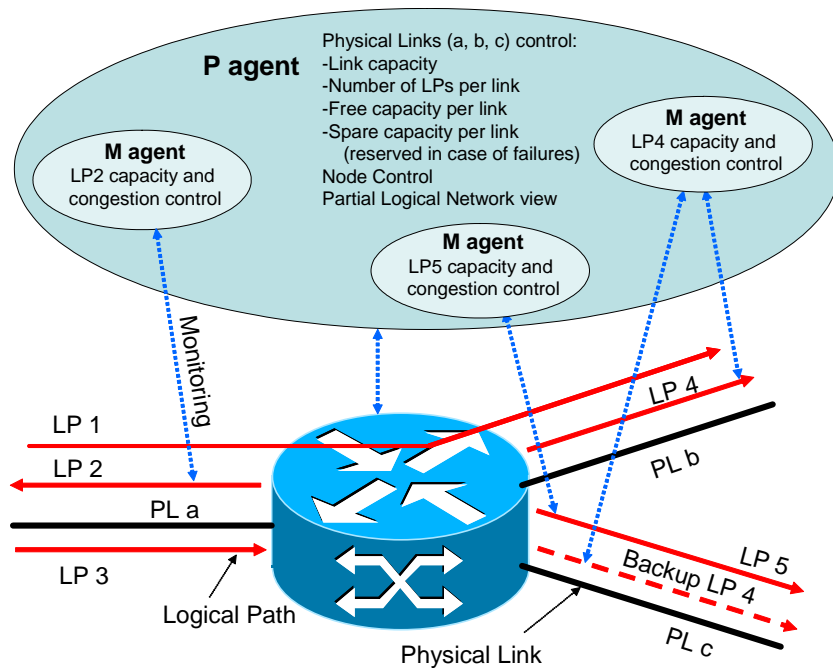 P agent
Physical Links (a, b, c) control:
-Link capacity
-Number of LPs per link
-Free capacity per link
-Spare capacity per link
(reserved in case of failures)
Node Control
Partial Logical Network view
M agent
LP2 capacity and
congestion control
M agent
LP4 capacity and
congestion control
M agent
LP5 capacity and
congestion control
Monitoring
LP 1
LP 2
PL a
LP 3
Logical Path
LP 4
PL b
LP 5
Backup LP 4
PL c
Physical Link